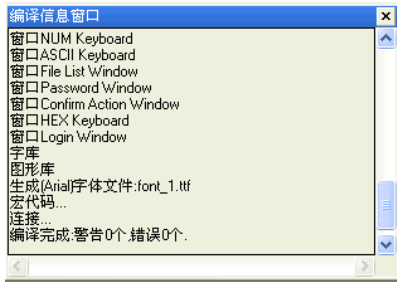 编译信息窗口
窗口NUM Keyboard
窗口ASCII Keyboard
窗口File List Window
窗口Password Window
窗口Confirm Action Window
窗口HEX Keyboard
窗口Login Window
字库
图形库
生成(Arial)字体文件:font_1.ttf
宏代码...
连接...
编译完成:警告0个,错误0个.